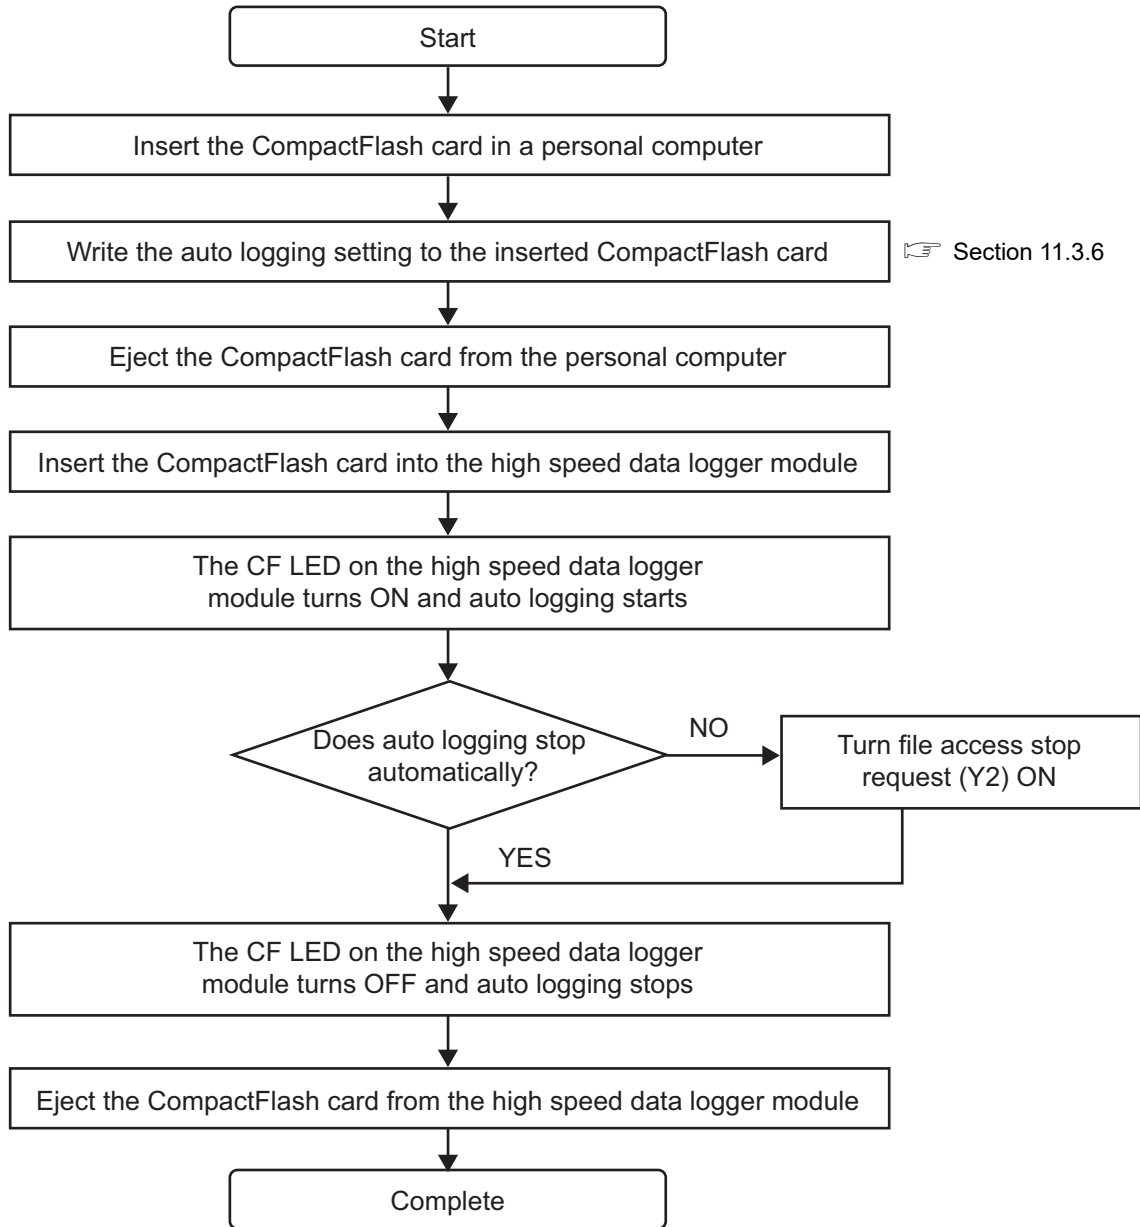 Start
Insert the CompactFlash card in a personal computer
Write the auto logging setting to the inserted CompactFlash card
☞ Section 11.3.6
Eject the CompactFlash card from the personal computer
Insert the CompactFlash card into the high speed data logger module
The CF LED on the high speed data logger
module turns ON and auto logging starts
Does auto logging stop
automatically?
NO
Turn file access stop
request (Y2) ON
YES
The CF LED on the high speed data logger
module turns OFF and auto logging stops
Eject the CompactFlash card from the high speed data logger module
Complete